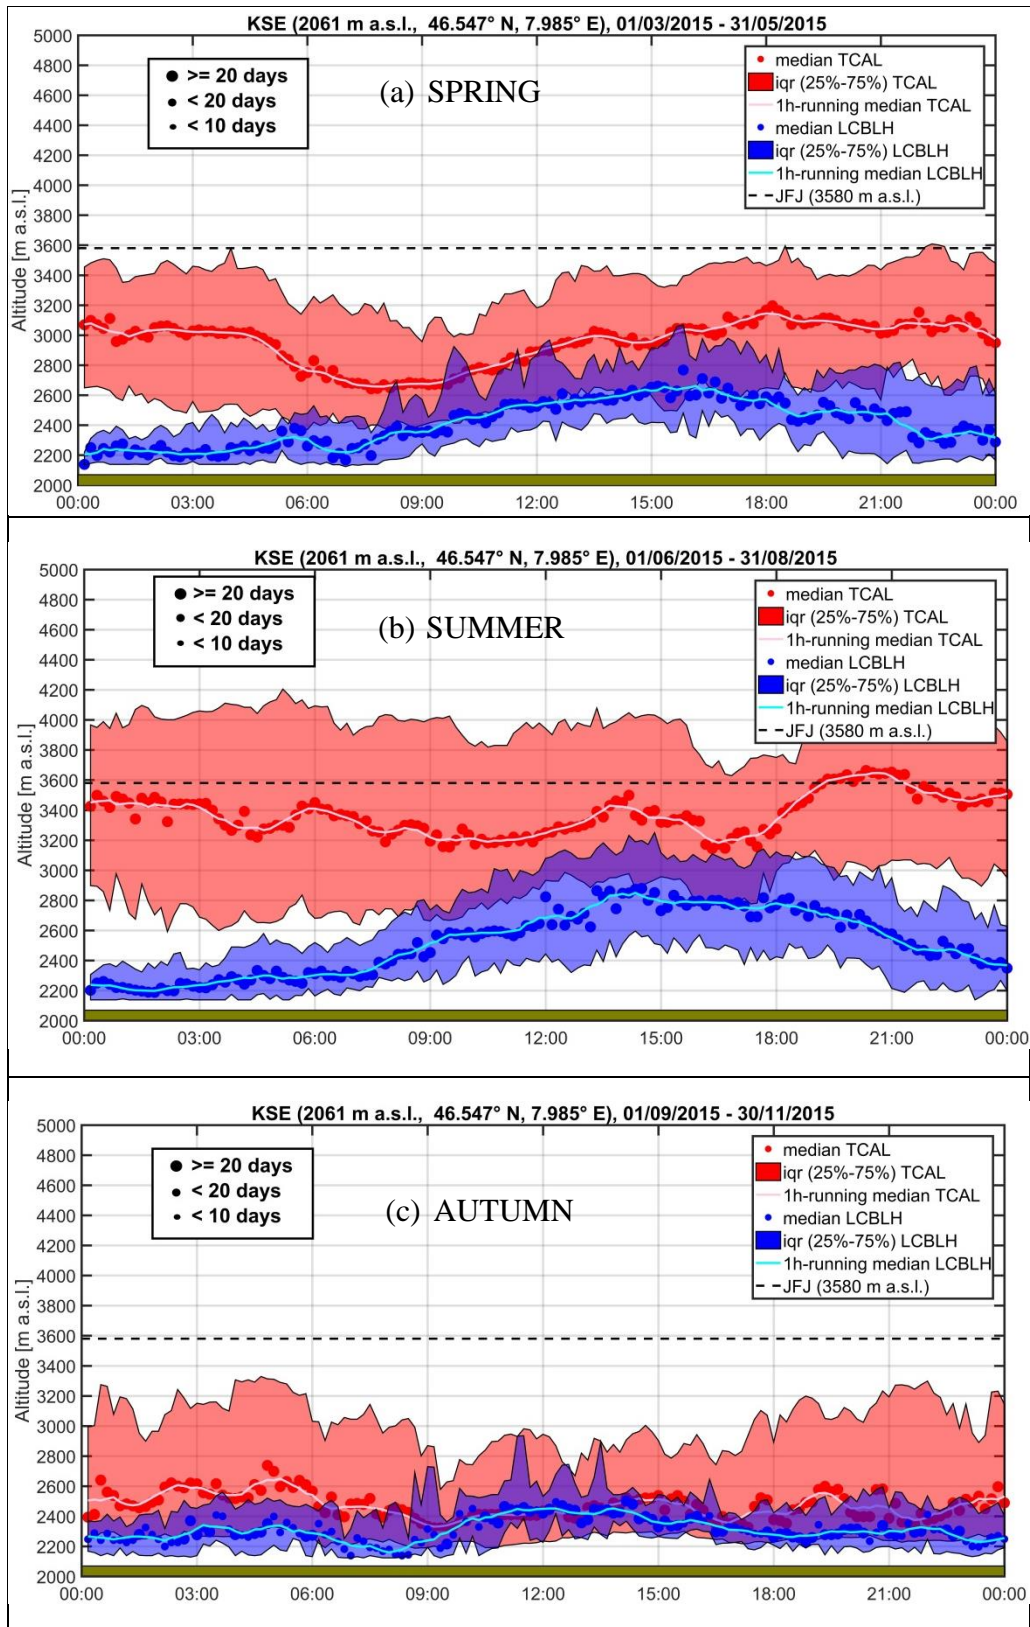 KSE (2061 m a.s.l., 46.547° N, 7.985° E), 01/03/2015 - 31/05/2015
5000
4800
4600
4400
4200
4000
3800
3600
3400
3200
3000
2800
2600
2400
2200
2000
Altitude [m a.s.l.]
>= 20 days
< 20 days
< 10 days
(a) SPRING
median TCAL
iqr (25%-75%) TCAL
1h-running median TCAL
median LCBLH
iqr (25%-75%) LCBLH
1h-running median LCBLH
JFJ (3580 m a.s.l.)
00:00 03:00 06:00 09:00 12:00 15:00 18:00 21:00 00:00
KSE (2061 m a.s.l., 46.547° N, 7.985° E), 01/06/2015 - 31/08/2015
5000
4800
4600
4400
4200
4000
3800
3600
3400
3200
3000
2800
2600
2400
2200
2000
Altitude [m a.s.l.]
>= 20 days
< 20 days
< 10 days
(b) SUMMER
median TCAL
iqr (25%-75%) TCAL
1h-running median TCAL
median LCBLH
iqr (25%-75%) LCBLH
1h-running median LCBLH
JFJ (3580 m a.s.l.)
00:00 03:00 06:00 09:00 12:00 15:00 18:00 21:00 00:00
KSE (2061 m a.s.l., 46.547° N, 7.985° E), 01/09/2015 - 30/11/2015
5000
4800
4600
4400
4200
4000
3800
3600
3400
3200
3000
2800
2600
2400
2200
2000
Altitude [m a.s.l.]
>= 20 days
< 20 days
< 10 days
(c) AUTUMN
median TCAL
iqr (25%-75%) TCAL
1h-running median TCAL
median LCBLH
iqr (25%-75%) LCBLH
1h-running median LCBLH
JFJ (3580 m a.s.l.)
00:00 03:00 06:00 09:00 12:00 15:00 18:00 21:00 00:00